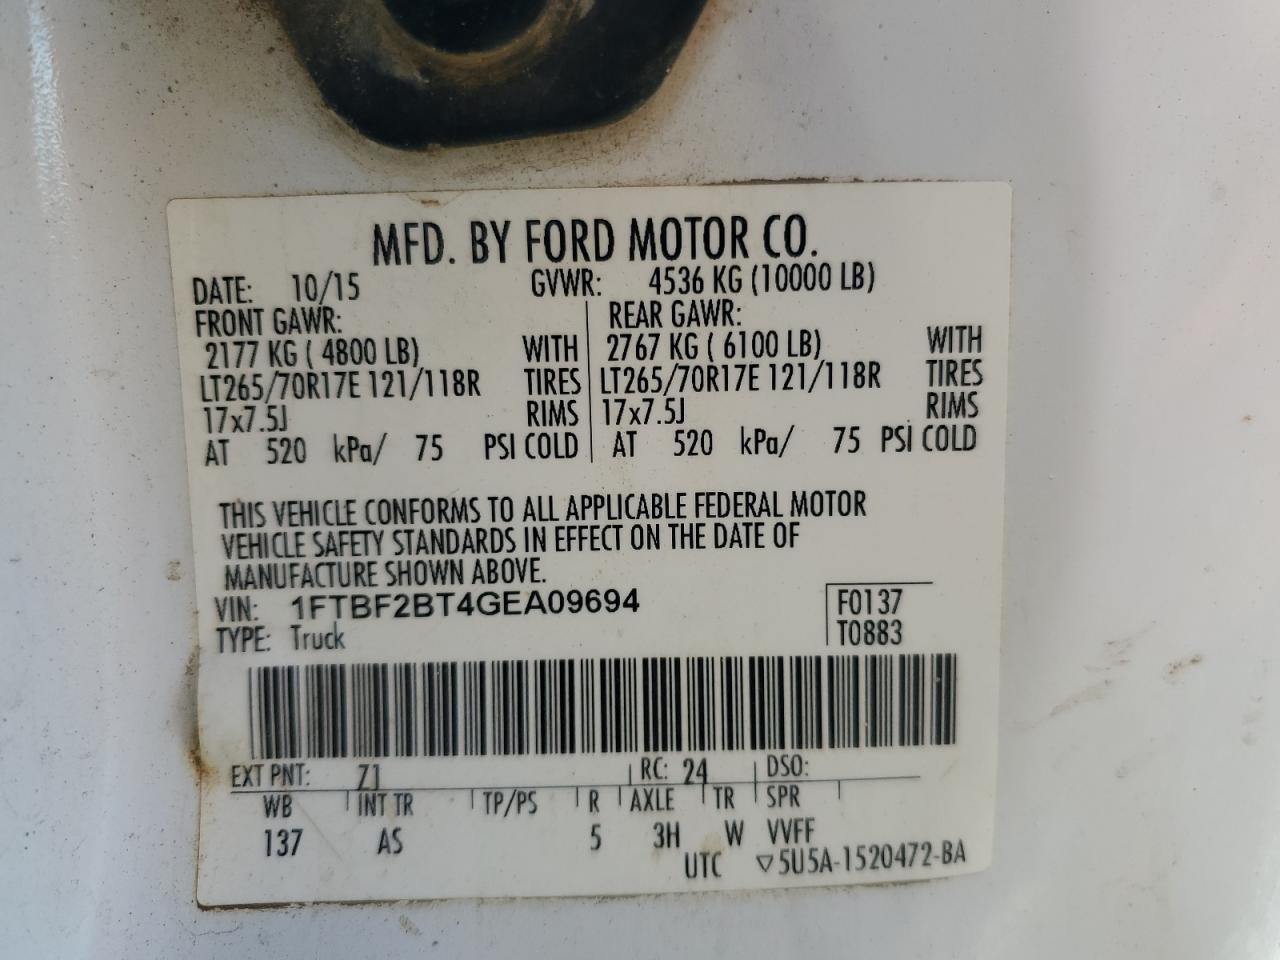 MFD. BY FORD MOTOR CO.
DATE: 10/15 GVWR: 4536 KG (10000 LB)
FRONT GAWR: REAR GAWR:
2177 KG ( 4800 LB) WITH 2767 KG ( 6100 LB) WITH
LT265/70R17E 121/118R TIRES LT265/70R17E 121/118R TIRES
17x7.5J RIMS 17x7.5J RIMS
AT 520 kPa/ 75 PSI COLD AT 520 kPa/ 75 PSI COLD
THIS VEHICLE CONFORMS TO ALL APPLICABLE FEDERAL MOTOR
VEHICLE SAFETY STANDARDS IN EFFECT ON THE DATE OF
MANUFACTURE SHOWN ABOVE.
VIN: 1FTBF2BT4GEA09694 F0137
TYPE: Truck T0883
EXT PNT: Z1 RC: 24 DSO:
WB INT TR TP/PS R AXLE TR SPR
137 AS 5 3H W VVFF
UTC ▽5U5A-1520472-BA